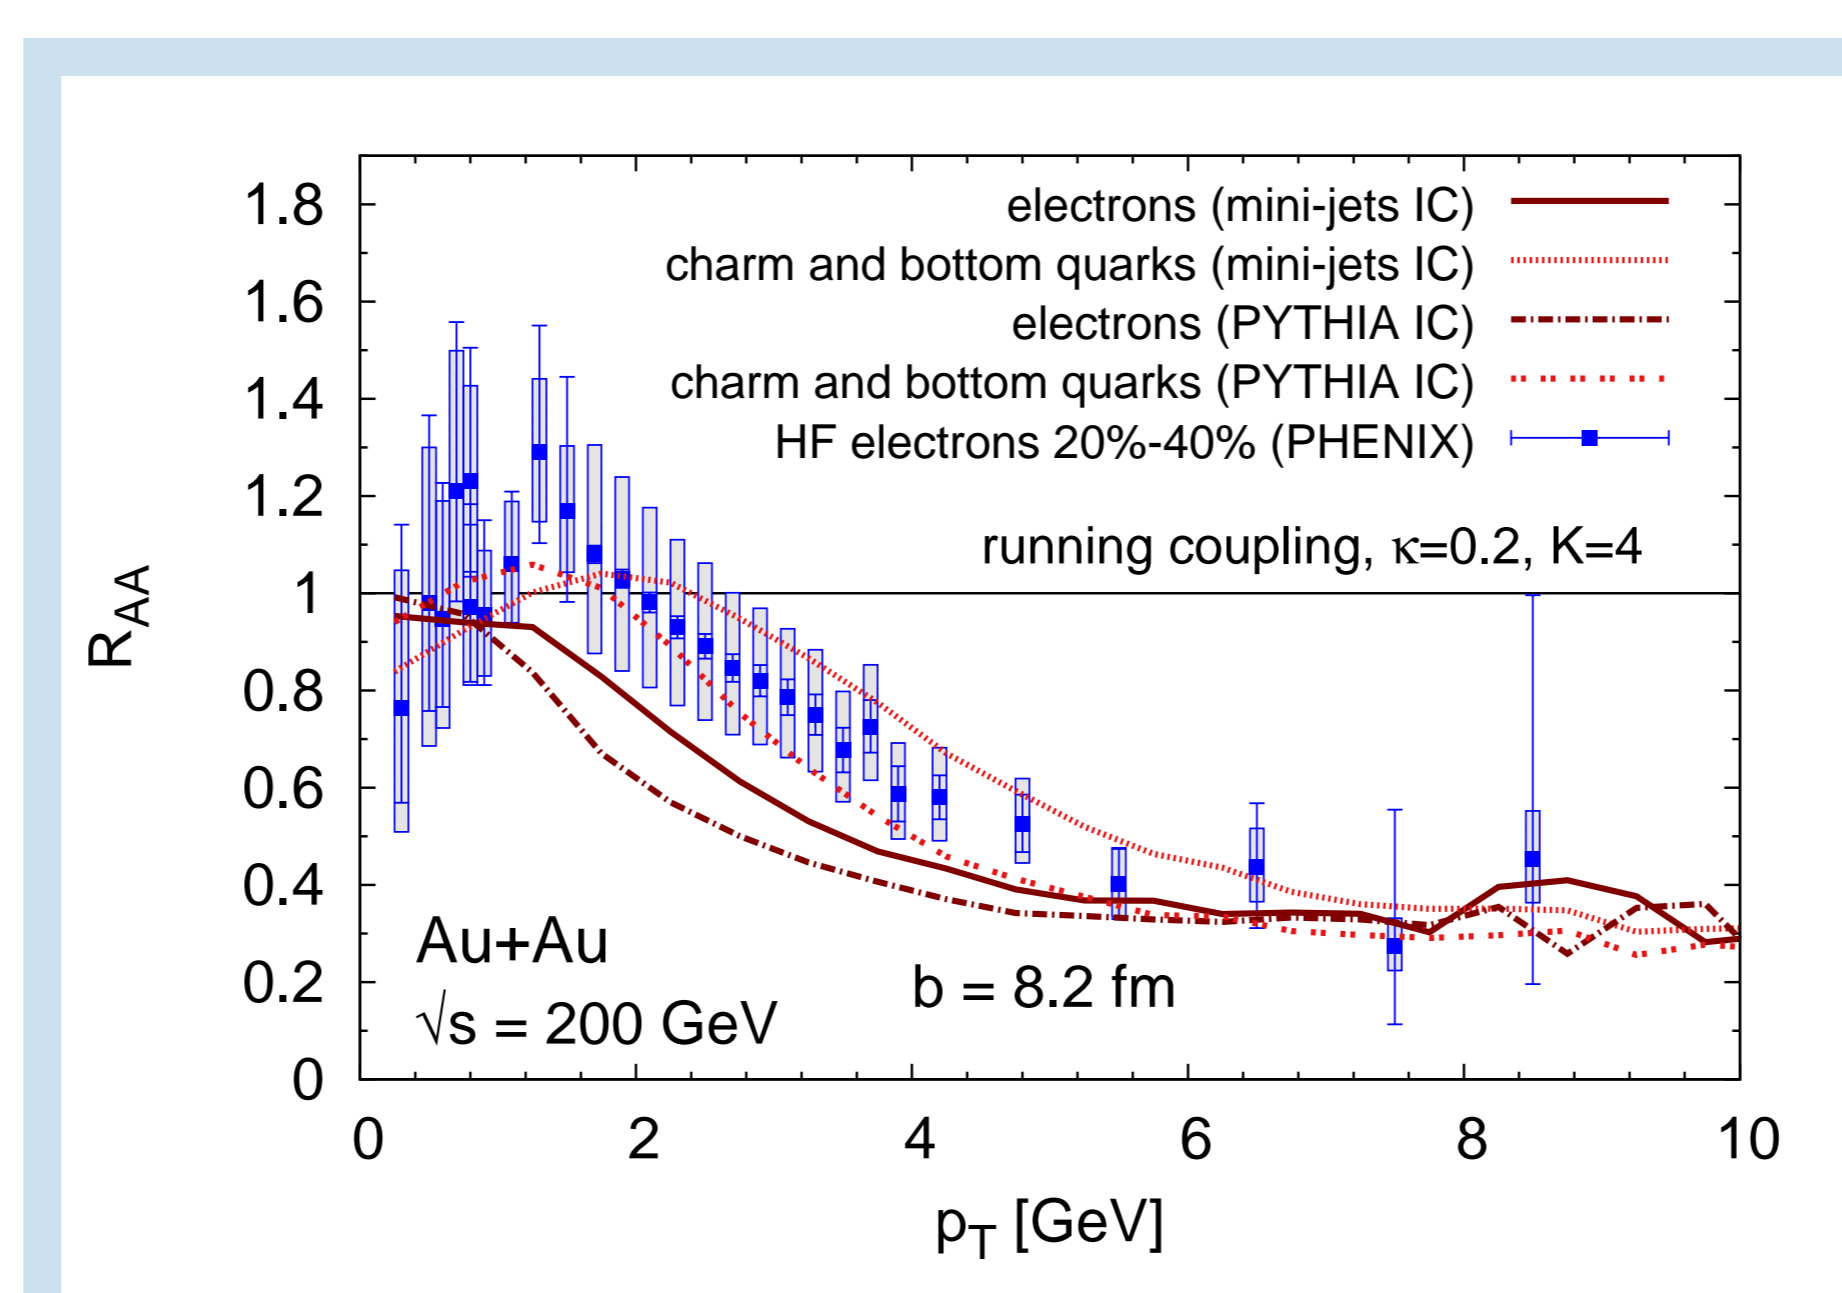 1.8
1.6
1.4
1.2
1
0.8
0.6
0.4
0.2
0
R_AA
electrons (mini-jets IC)
charm and bottom quarks (mini-jets IC)
electrons (PYTHIA IC)
charm and bottom quarks (PYTHIA IC)
HF electrons 20%-40% (PHENIX)
running coupling, κ=0.2, K=4
Au+Au
√s = 200 GeV
b = 8.2 fm
0 2 4 6 8 10
p_T [GeV]